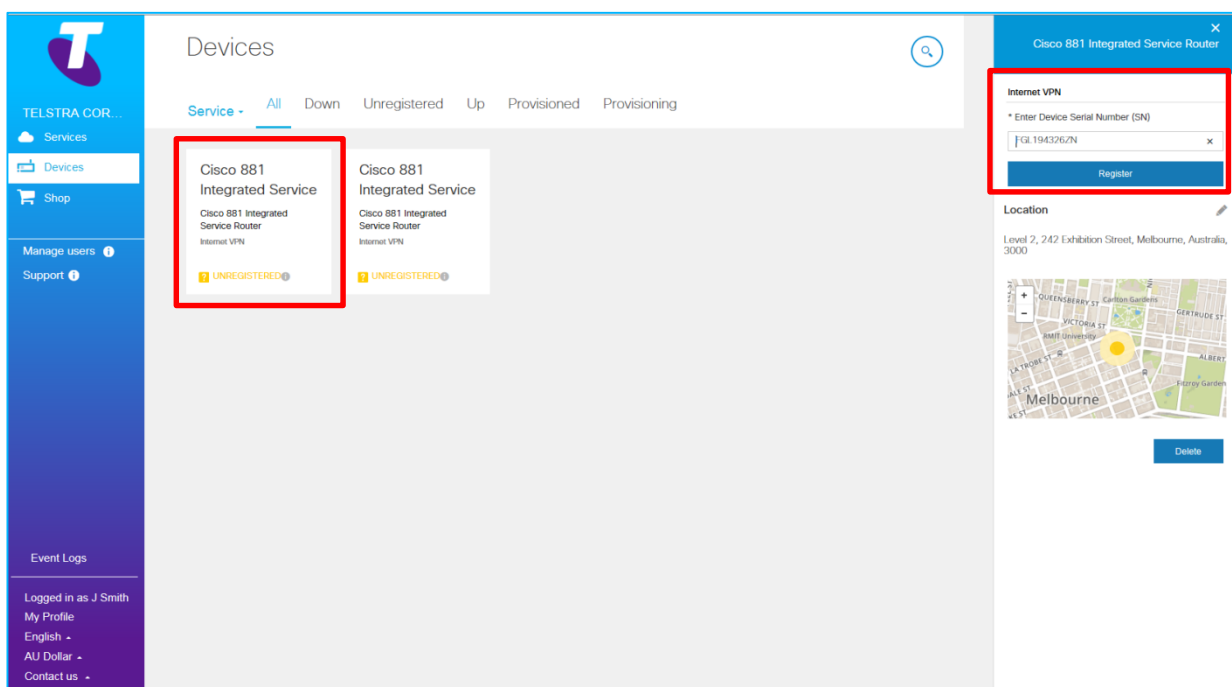 TELSTRA COR...
Services
Devices
Shop
Manage users
Support
Event Logs
Logged in as J Smith
My Profile
English
AU Dollar
Contact us
Devices
Service All Down Unregistered Up Provisioned Provisioning
Cisco 881
Integrated Service
Cisco 881 Integrated
Service Router
Internet VPN
? UNREGISTERED
Cisco 881
Integrated Service
Cisco 881 Integrated
Service Router
Internet VPN
? UNREGISTERED
Cisco 881 Integrated Service Router
Internet VPN
* Enter Device Serial Number (SN)
FGL194326ZN
Register
Location
Level 2, 242 Exhibition Street, Melbourne, Australia,
3000
+
−
QUEENSBERRY ST
Carlton Gardens
GERTRUDE ST
VICTORIA ST
RMIT University
ALBERT
LA TROBE ST
Fitzroy Garden
Melbourne
Delete